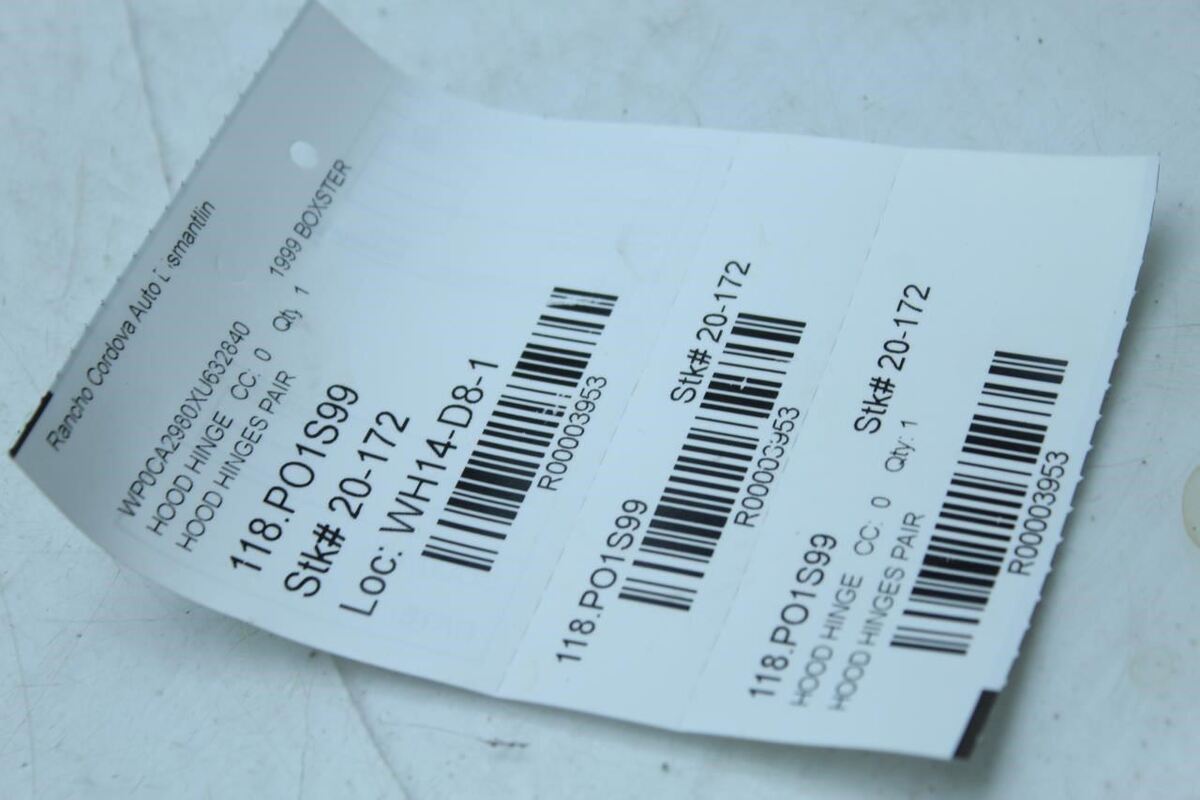 Rancho Cordova Auto Dismantlin
WP0CA2980XU632840
HOOD HINGE CC: 0 Qty 1 1999 BOXSTER
HOOD HINGES PAIR
118.PO1S99
Stk# 20-172
Loc: WH14-D8-1
R00003953
118.PO1S99 Stk# 20-172
R00003953
118.PO1S99 Stk# 20-172
HOOD HINGE CC: 0 Qty: 1
HOOD HINGES PAIR
R00003953